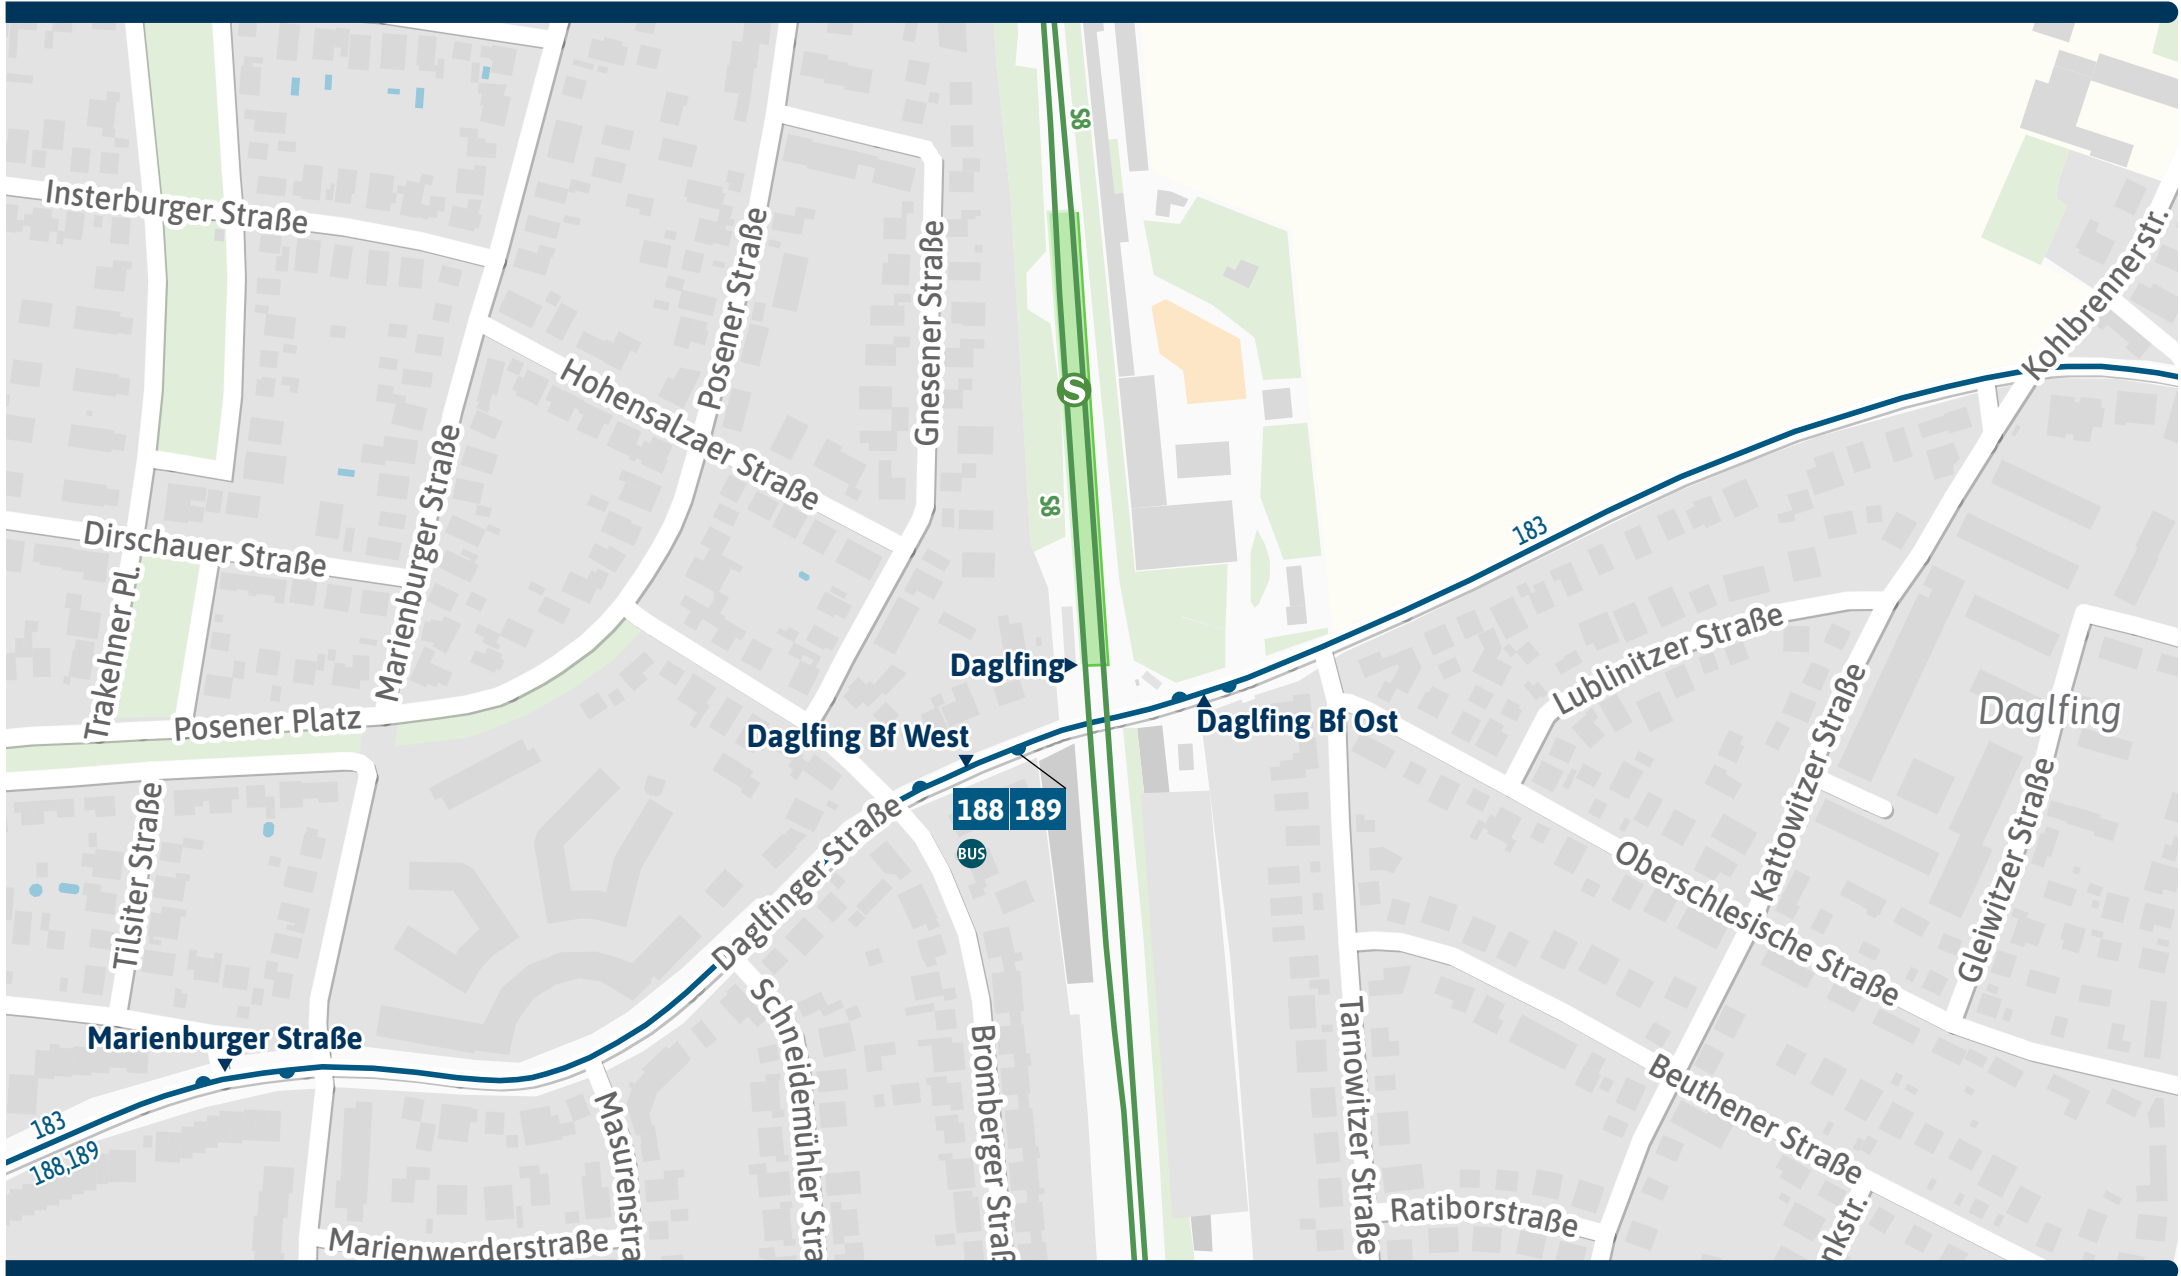 S8
Insterburger Straße
Posener Straße
Gnesener Straße
Kohlbrennerstr.
Hohensalzaer Straße
S
Marienburger Straße
S8
183
Dirschauer Straße
Trakehner Pl.
Lublinitzer Straße
Daglfing
Posener Platz
Daglfing Bf West
Daglfing Bf Ost
Daglfing
Kattowitzer Straße
Gleiwitzer Straße
188 189
BUS
Tilsiter Straße
Daglfinger Straße
Oberschlesische Straße
Marienburger Straße
Schneidemühler Stra
Bromberger Straß
Tarnowitzer Straße
Beuthener Straße
Masurenstra
183
188,189
Ratiborstraße
nkstr.
Marienwerderstraße